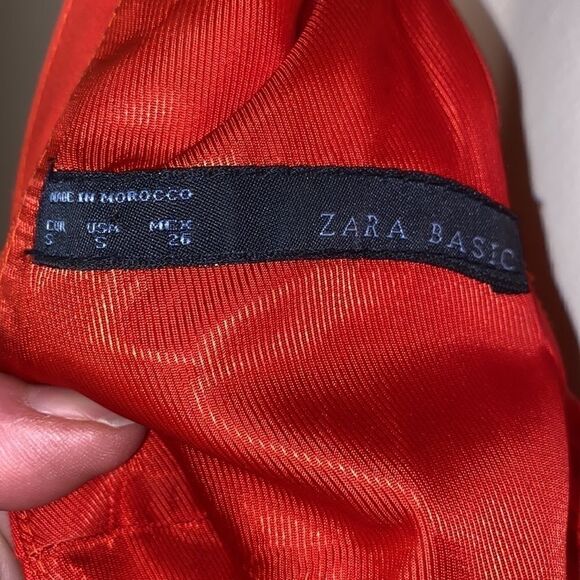 MADE IN MOROCCO
EUR USA MEX
S S 26
ZARA BASIC